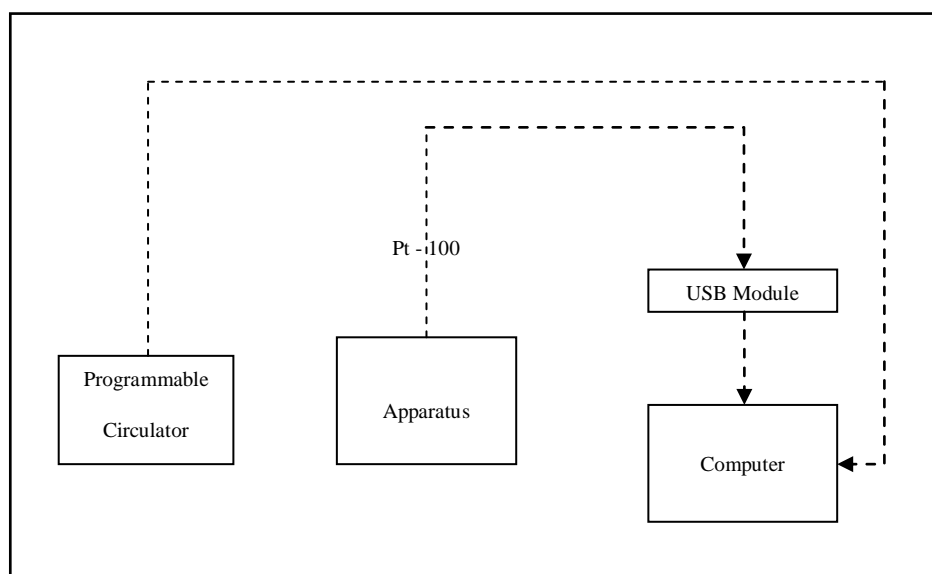 Pt - 100
USB Module
Programmable
Circulator
Apparatus
Computer